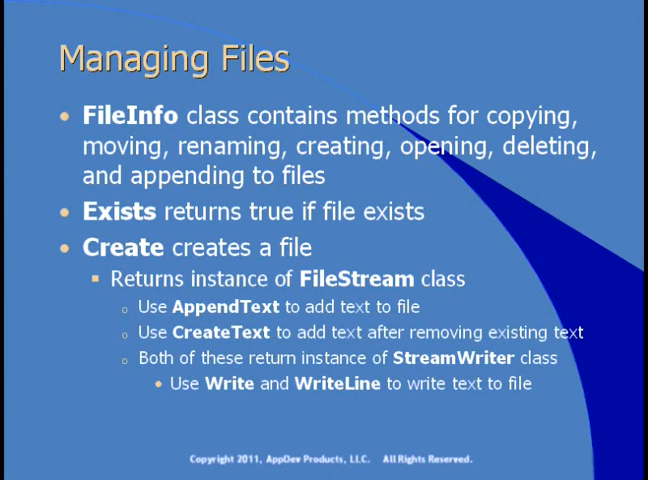 Managing Files
• FileInfo class contains methods for copying,
moving, renaming, creating, opening, deleting,
and appending to files
• Exists returns true if file exists
• Create creates a file
▪ Returns instance of FileStream class
o Use AppendText to add text to file
o Use CreateText to add text after removing existing text
o Both of these return instance of StreamWriter class
• Use Write and WriteLine to write text to file
Copyright 2011, AppDev Products, LLC. All Rights Reserved.